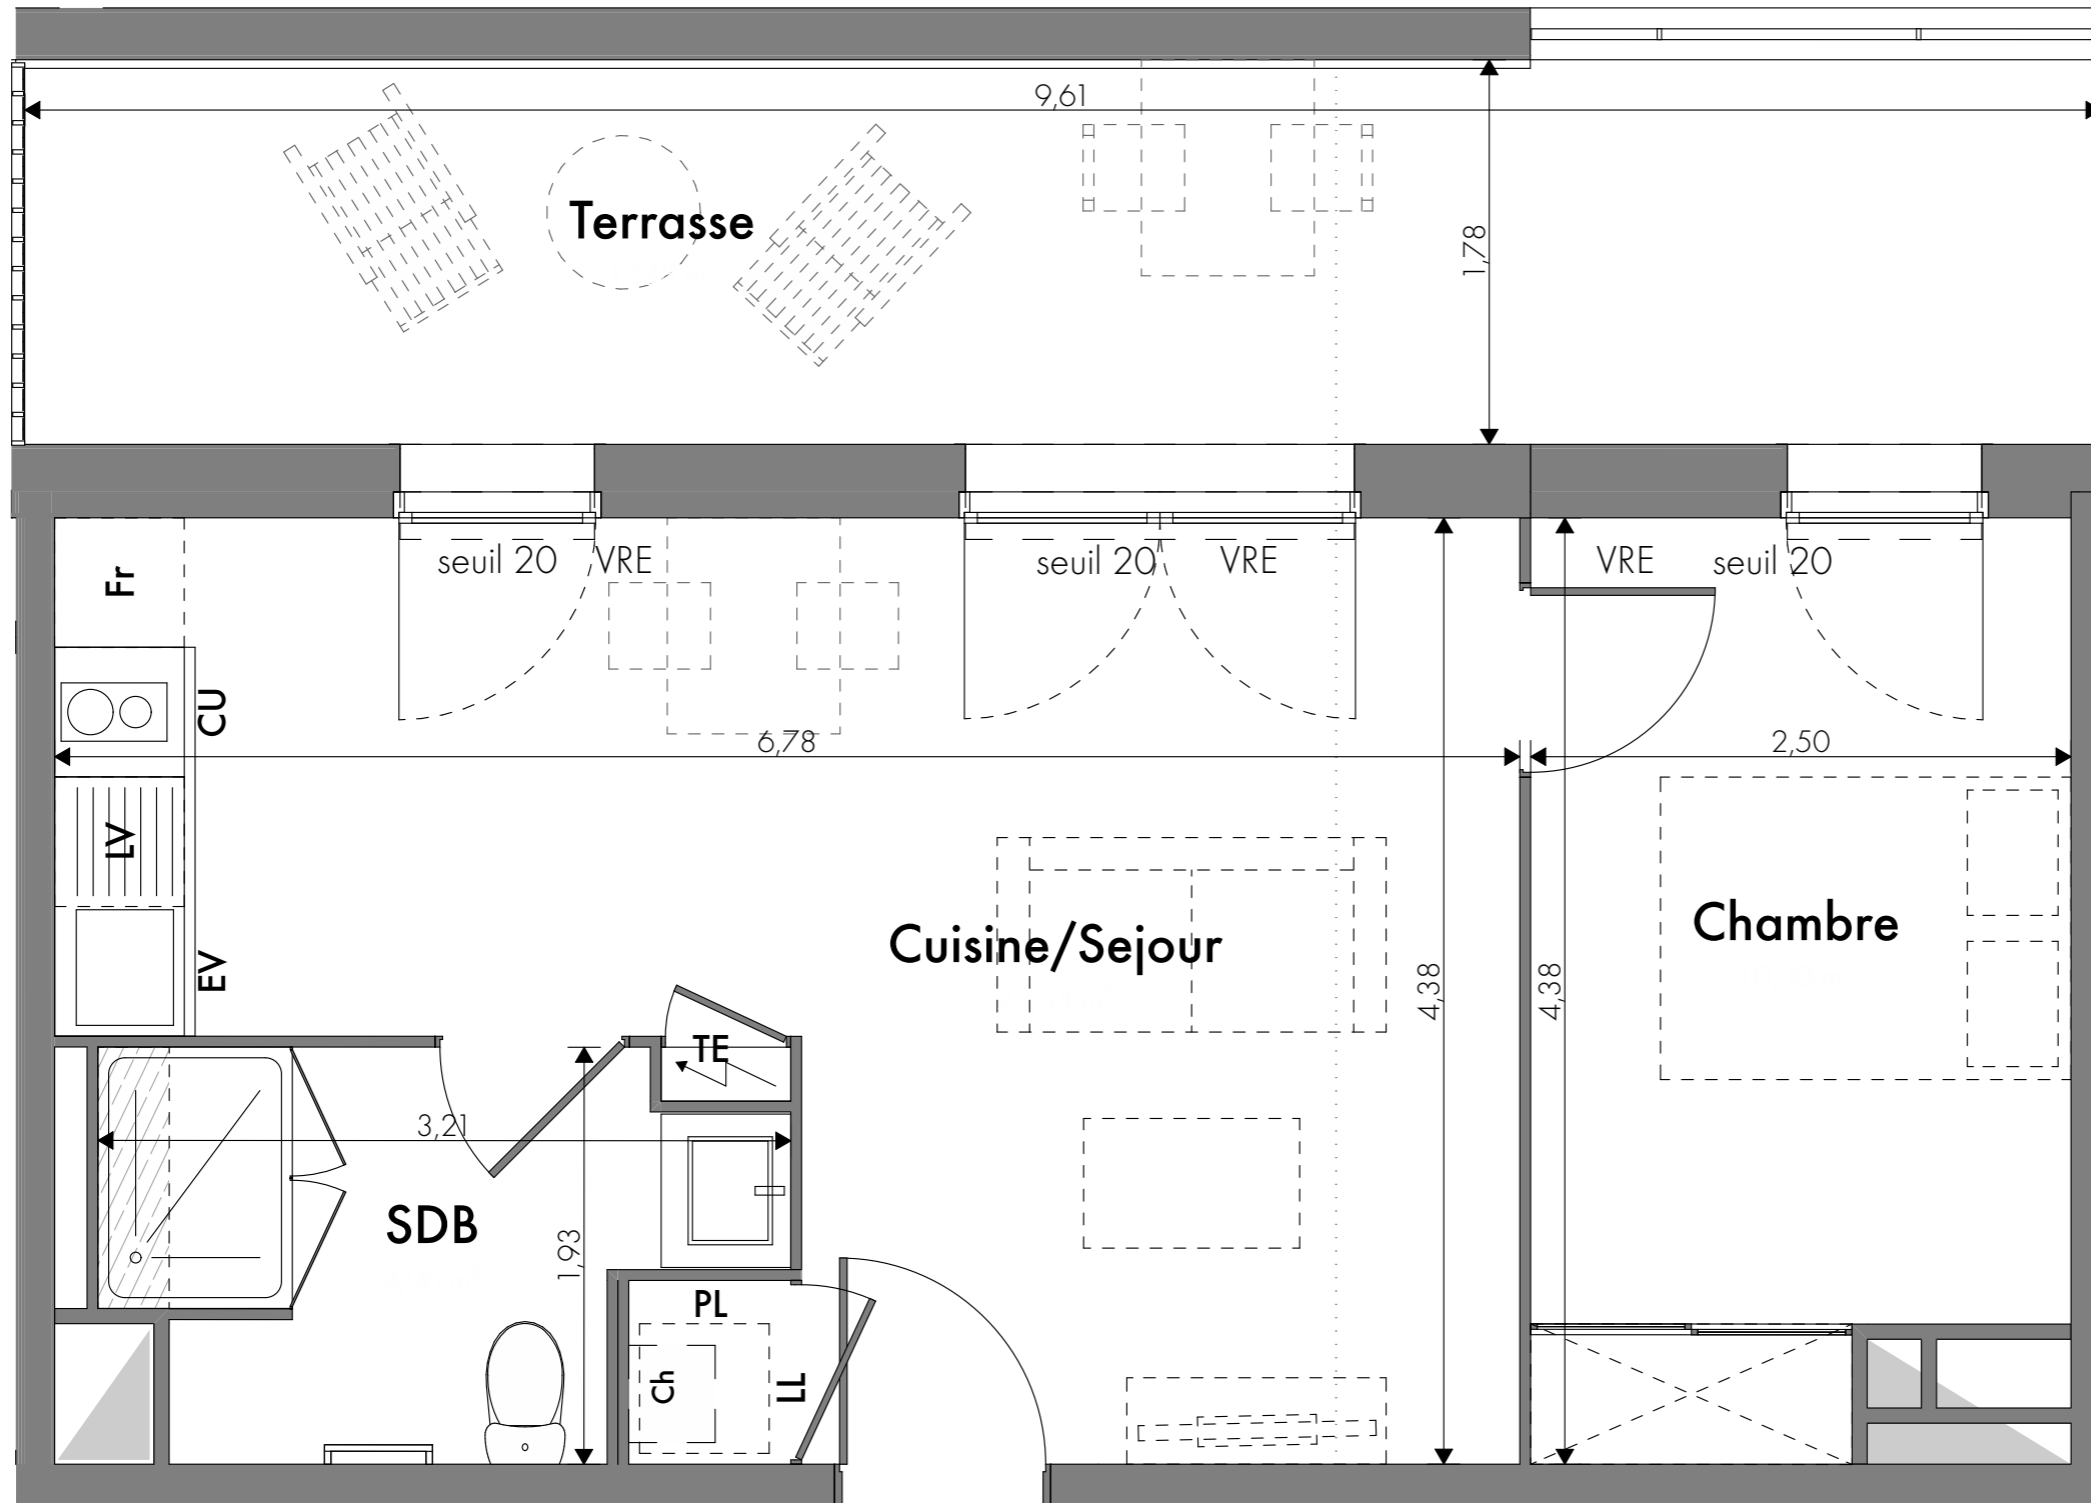 9,61
Terrasse
1,78
seuil 20 VRE
seuil 20 VRE
VRE seuil 20
Fr
CU
6,78
2,50
LV
Cuisine/Sejour
Chambre
EV
4,38
4,38
TE
3,21
SDB
1,93
PL
Ch
LL